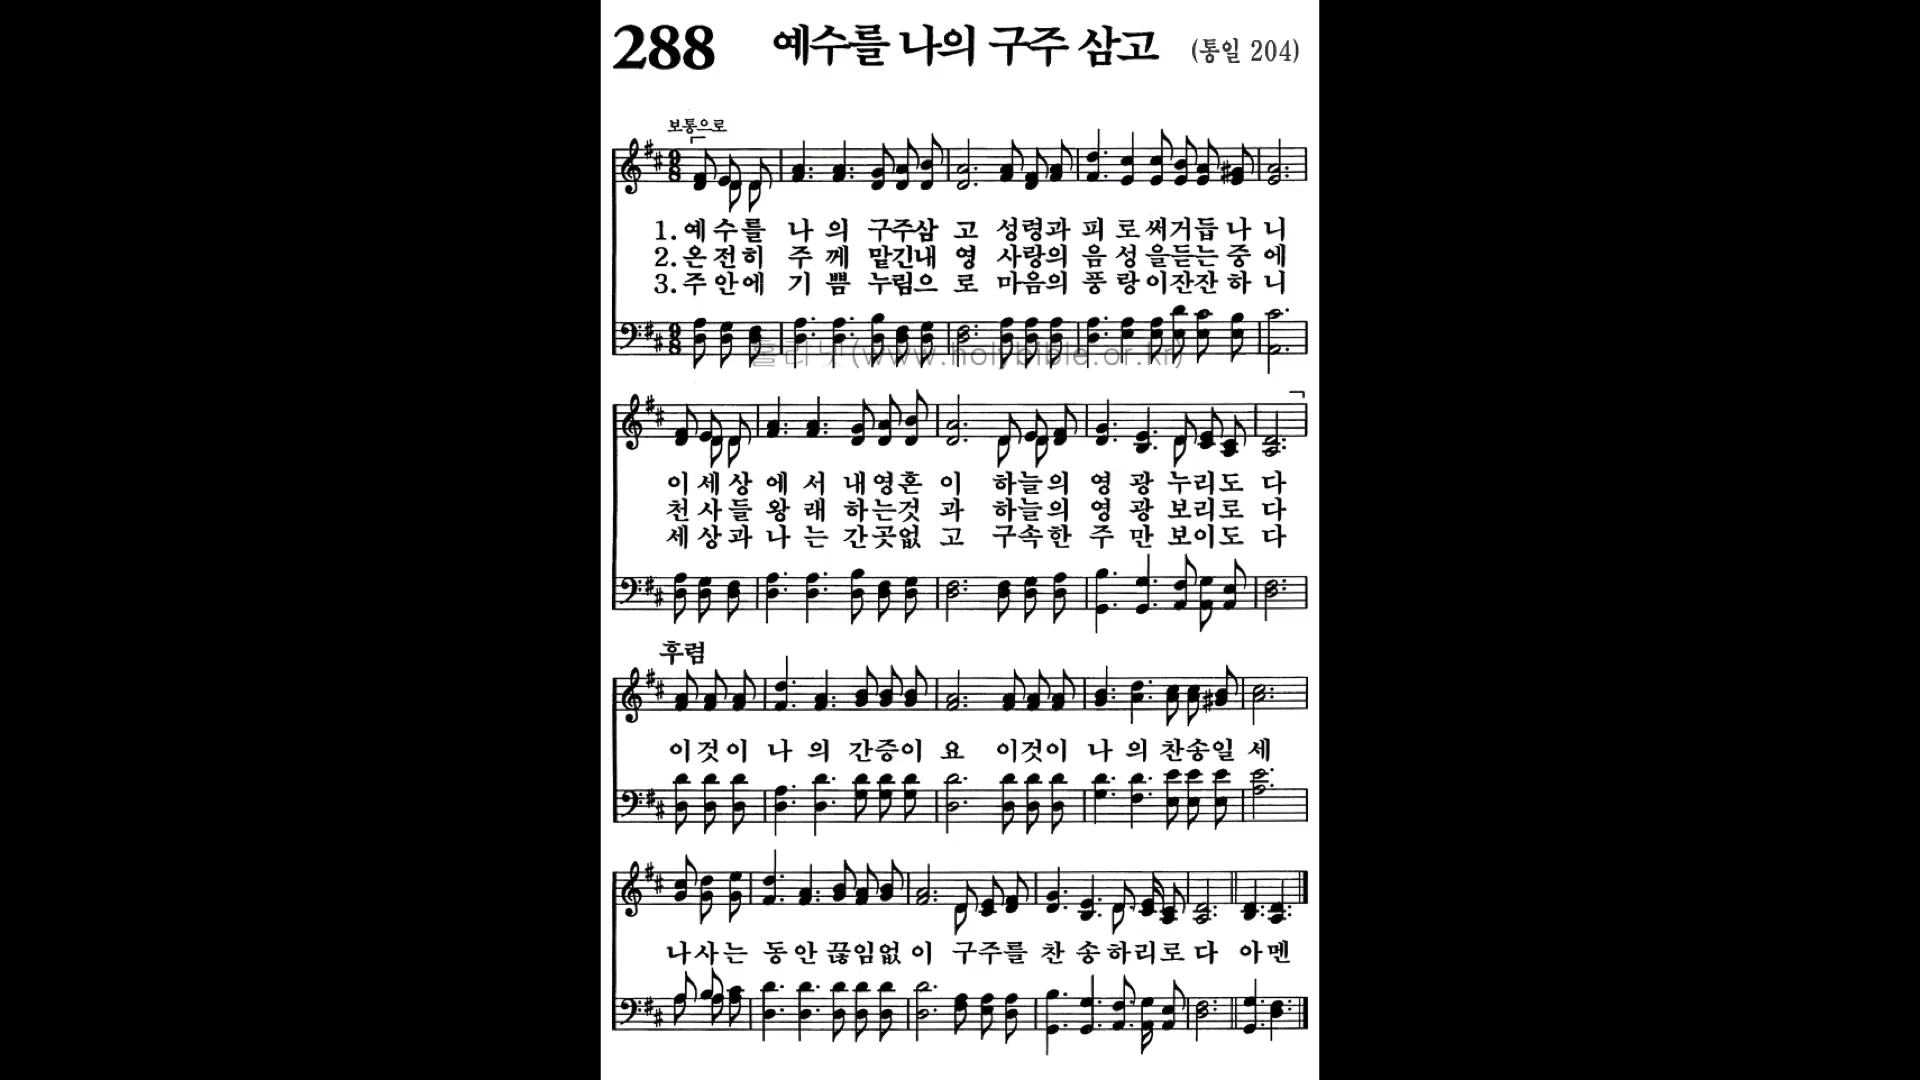 288 예수를 나의 구주 삼고 (통일 204)
보통으로
1. 예수를 나의 구주삼고 성령과 피로써거듭나니
2. 온전히 주께 맡긴내영 사랑의 음성을듣는중에
3. 주안에 기쁨누림으로 마음의 풍랑이잔잔하니
홀리넷(www.holybible.or.kr)
이세상에서 내영혼이 하늘의 영광누리도다
천사들왕래 하는것과 하늘의 영광보리로다
세상과나는 간곳없고 구속한 주만보이도다
후렴
이것이 나의 간증이요 이것이 나의찬송일세
나사는 동안끊임없이 구주를 찬송하리로다 아멘